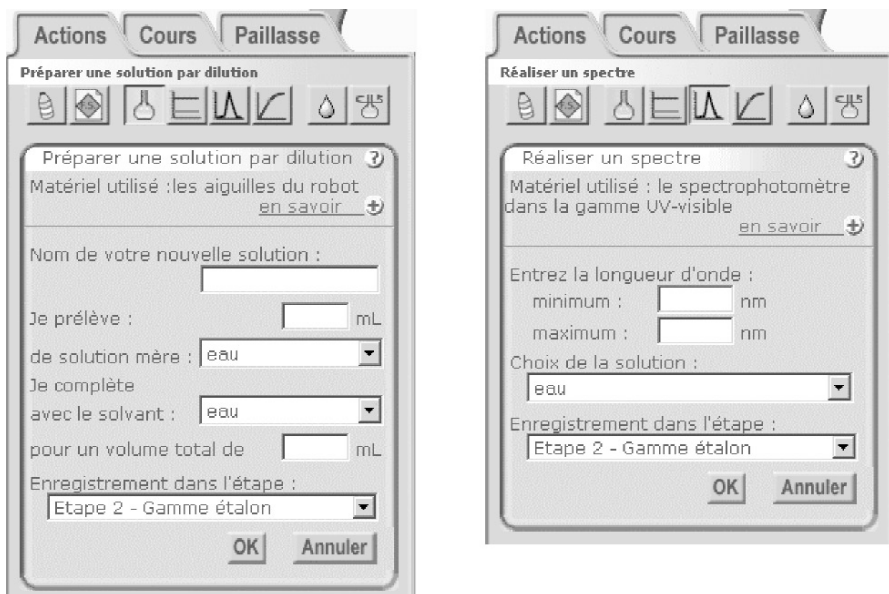 Actions Cours Paillasse
Préparer une solution par dilution
F.S.
Préparer une solution par dilution ?
Matériel utilisé :les aiguilles du robot
en savoir +
Nom de votre nouvelle solution :
Je prélève : mL
de solution mère : eau
Je complète
avec le solvant : eau
pour un volume total de mL
Enregistrement dans l'étape :
Etape 2 - Gamme étalon
OK Annuler
Actions Cours Paillasse
Réaliser un spectre
F.S.
Réaliser un spectre ?
Matériel utilisé : le spectrophotomètre
dans la gamme UV-visible
en savoir +
Entrez la longueur d'onde :
minimum : nm
maximum : nm
Choix de la solution :
eau
Enregistrement dans l'étape :
Etape 2 - Gamme étalon
OK Annuler